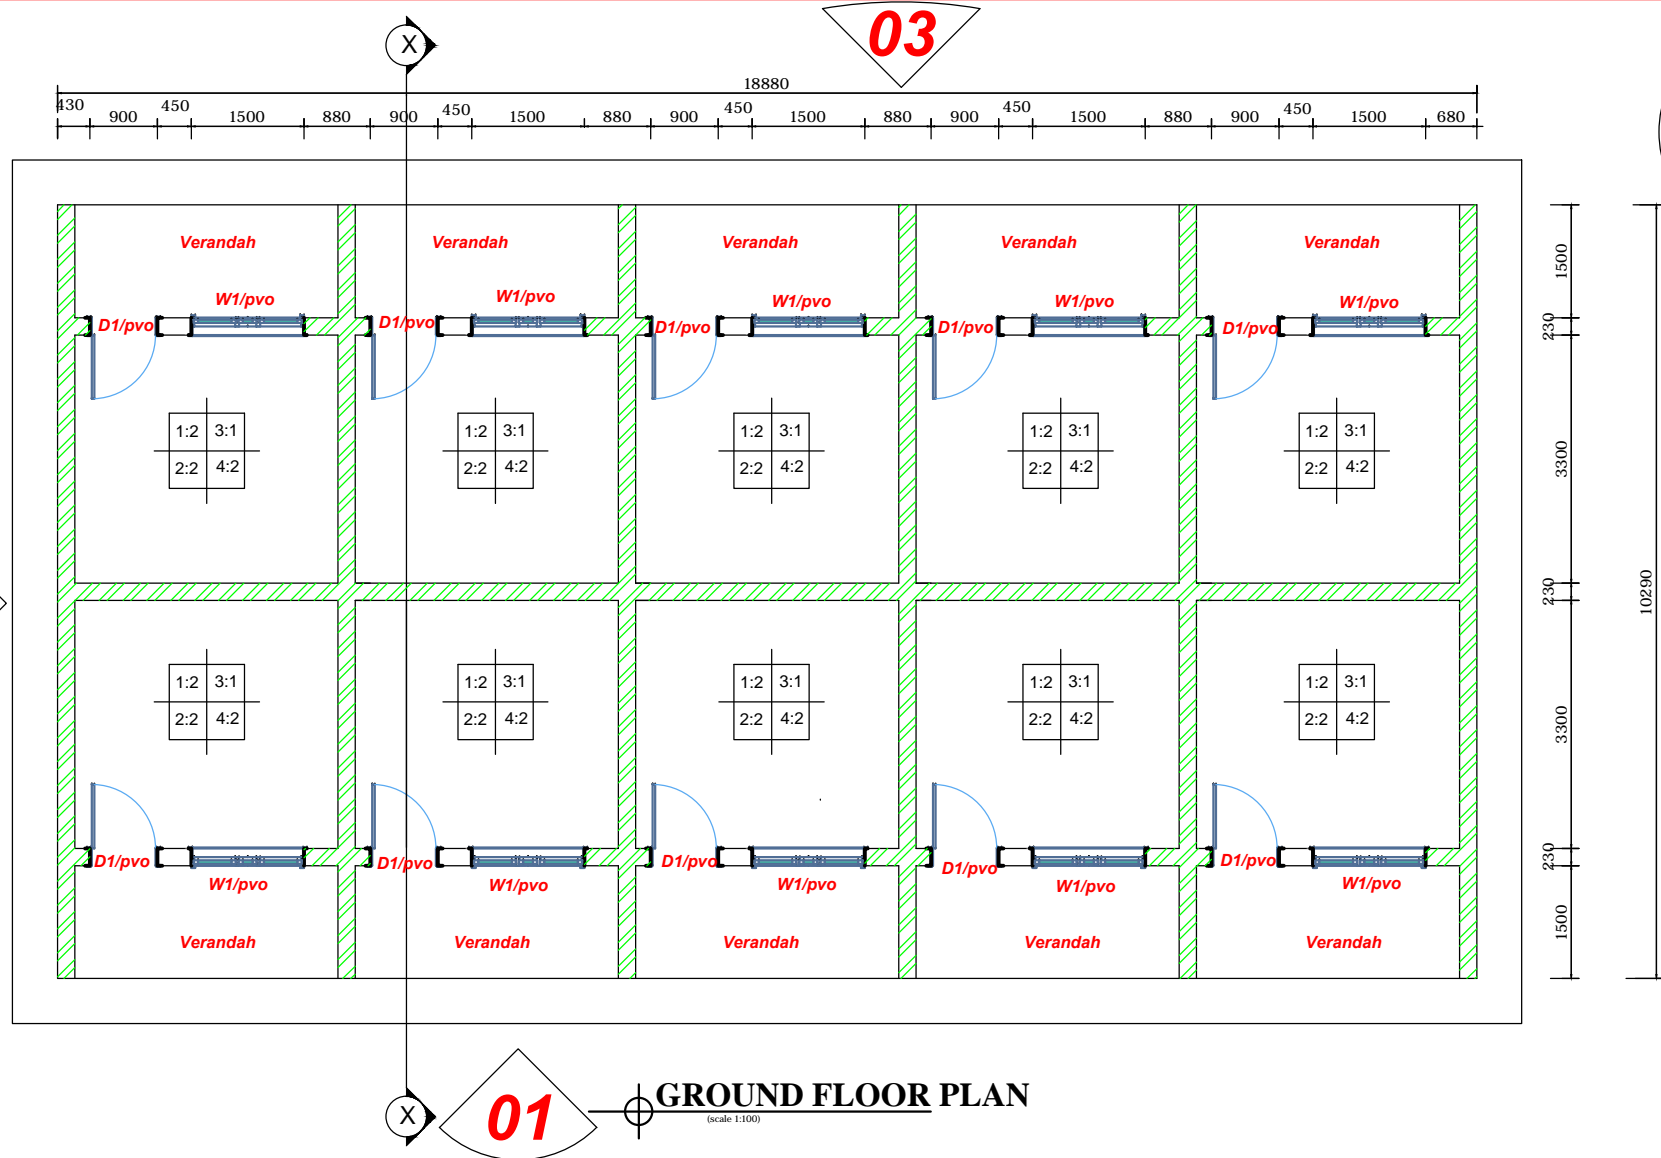 03
X
18880
430 900 450 1500 880 900 450 1500 880 900 450 1500 880 900 450 1500 880 900 450 1500 680
Verandah Verandah Verandah Verandah Verandah
1500
W1/pvo W1/pvo W1/pvo W1/pvo W1/pvo
D1/pvo D1/pvo D1/pvo D1/pvo D1/pvo
230
1:2 3:1 1:2 3:1 1:2 3:1 1:2 3:1 1:2 3:1
2:2 4:2 2:2 4:2 2:2 4:2 2:2 4:2 2:2 4:2
3300
230
10290
1:2 3:1 1:2 3:1 1:2 3:1 1:2 3:1 1:2 3:1
2:2 4:2 2:2 4:2 2:2 4:2 2:2 4:2 2:2 4:2
3300
D1/pvo D1/pvo D1/pvo D1/pvo D1/pvo
230
W1/pvo W1/pvo W1/pvo W1/pvo W1/pvo
Verandah Verandah Verandah Verandah Verandah
1500
X
01
GROUND FLOOR PLAN
(scale 1:100)